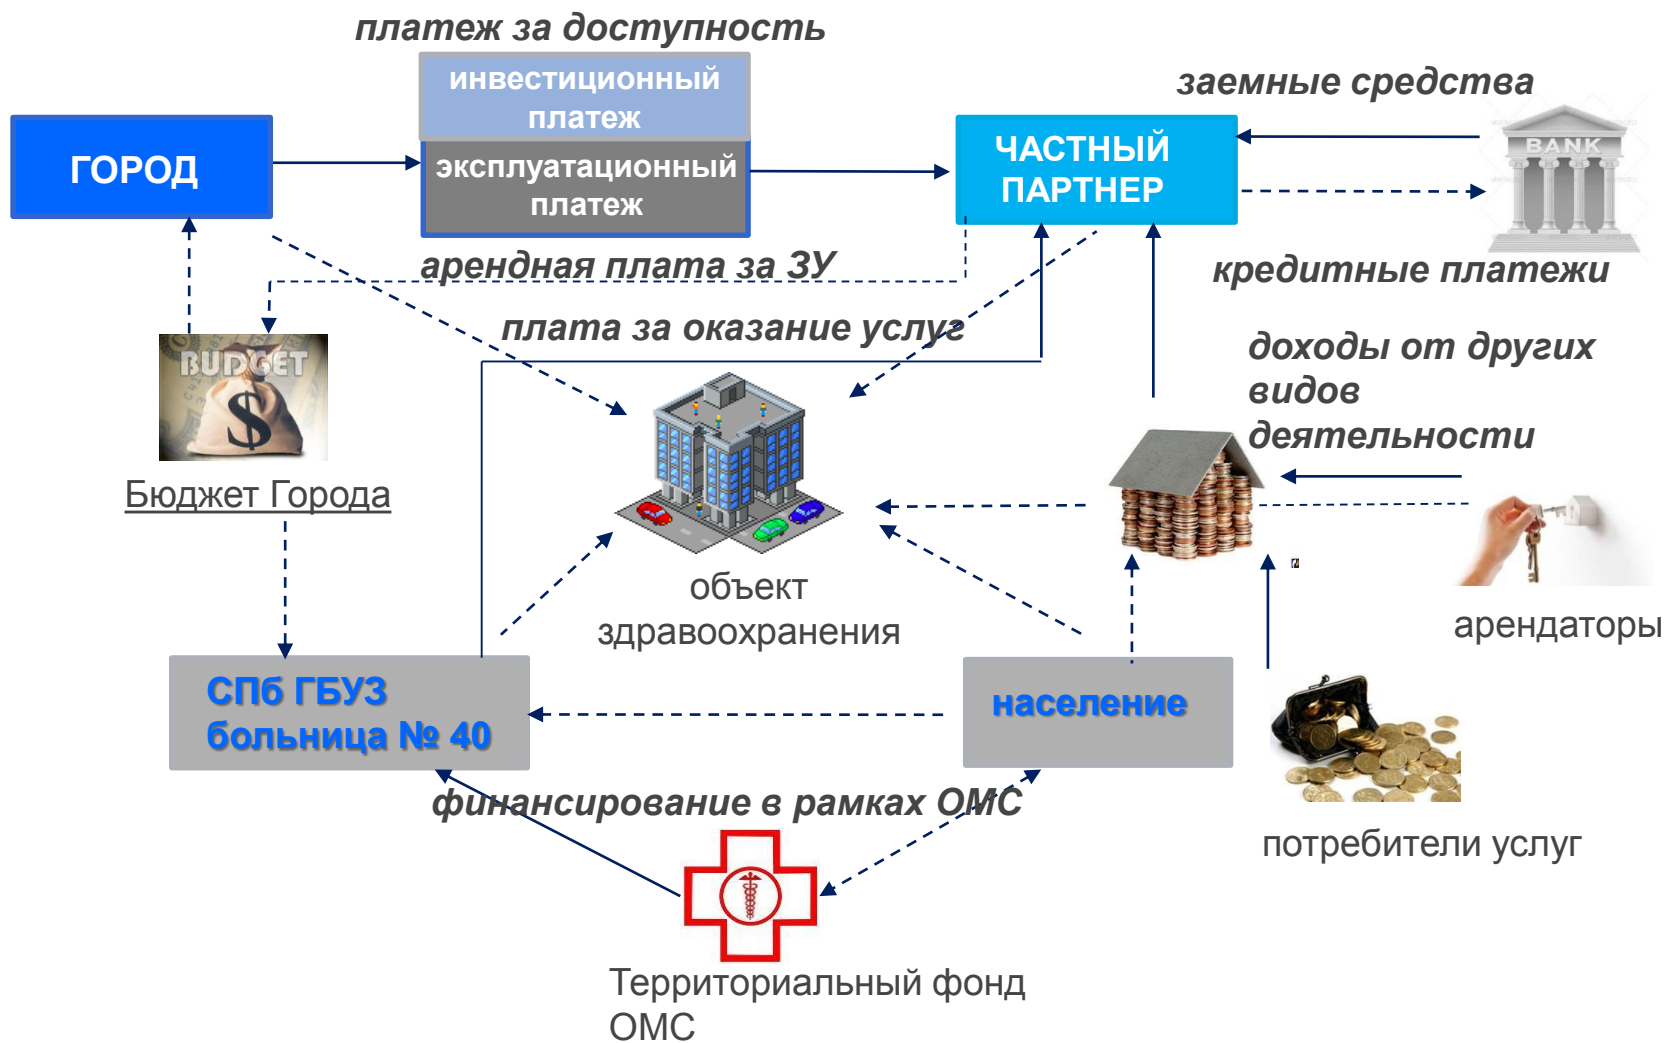 платеж за доступность
инвестиционный
платеж
заемные средства
ГОРОД
эксплуатационный
платеж
ЧАСТНЫЙ
ПАРТНЕР
BANK
арендная плата за ЗУ
кредитные платежи
плата за оказание услуг
доходы от других
видов
деятельности
BUDGET
$
Бюджет Города
объект
здравоохранения
арендаторы
СПб ГБУЗ
больница № 40
население
финансирование в рамках ОМС
потребители услуг
Территориальный фонд
ОМС